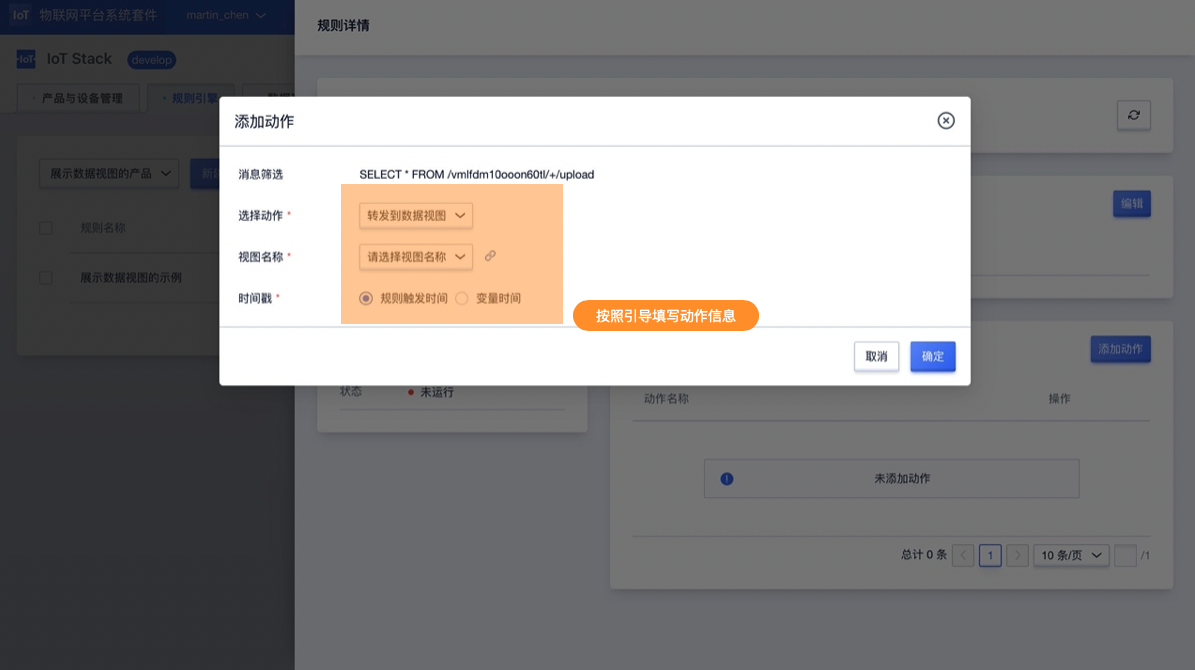 IoT 物联网平台系统套件 martin_chen
规则详情
IoT IoT Stack develop
产品与设备管理 规则引擎
添加动作
展示数据视图的产品
消息筛选 SELECT * FROM /vmlfdm10ooon60tl/+/upload
编辑
选择动作 * 转发到数据视图
规则名称
视图名称 * 请选择视图名称
展示数据视图的示例
时间戳 * 规则触发时间 变量时间
按照引导填写动作信息
添加动作
取消 确定
状态 未运行
动作名称 操作
未添加动作
总计 0 条 1 10 条/页 /1